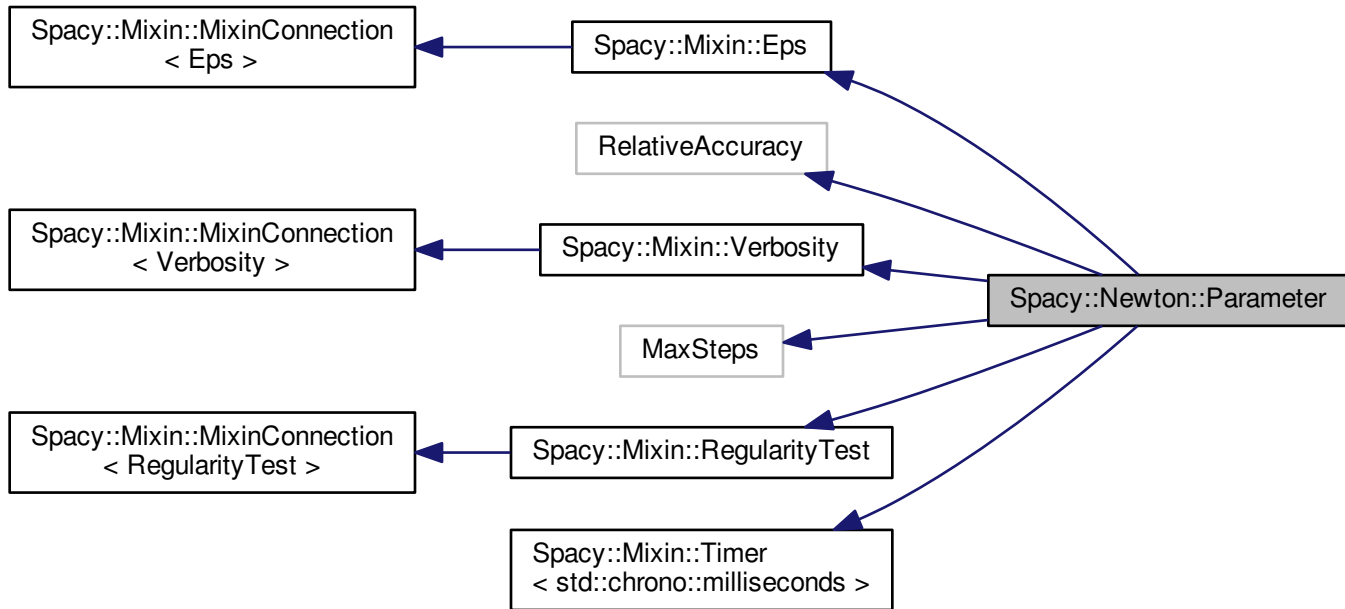 Spacy::Mixin::MixinConnection
< Eps >
Spacy::Mixin::Eps
RelativeAccuracy
Spacy::Mixin::MixinConnection
< Verbosity >
Spacy::Mixin::Verbosity
Spacy::Newton::Parameter
MaxSteps
Spacy::Mixin::MixinConnection
< RegularityTest >
Spacy::Mixin::RegularityTest
Spacy::Mixin::Timer
< std::chrono::milliseconds >